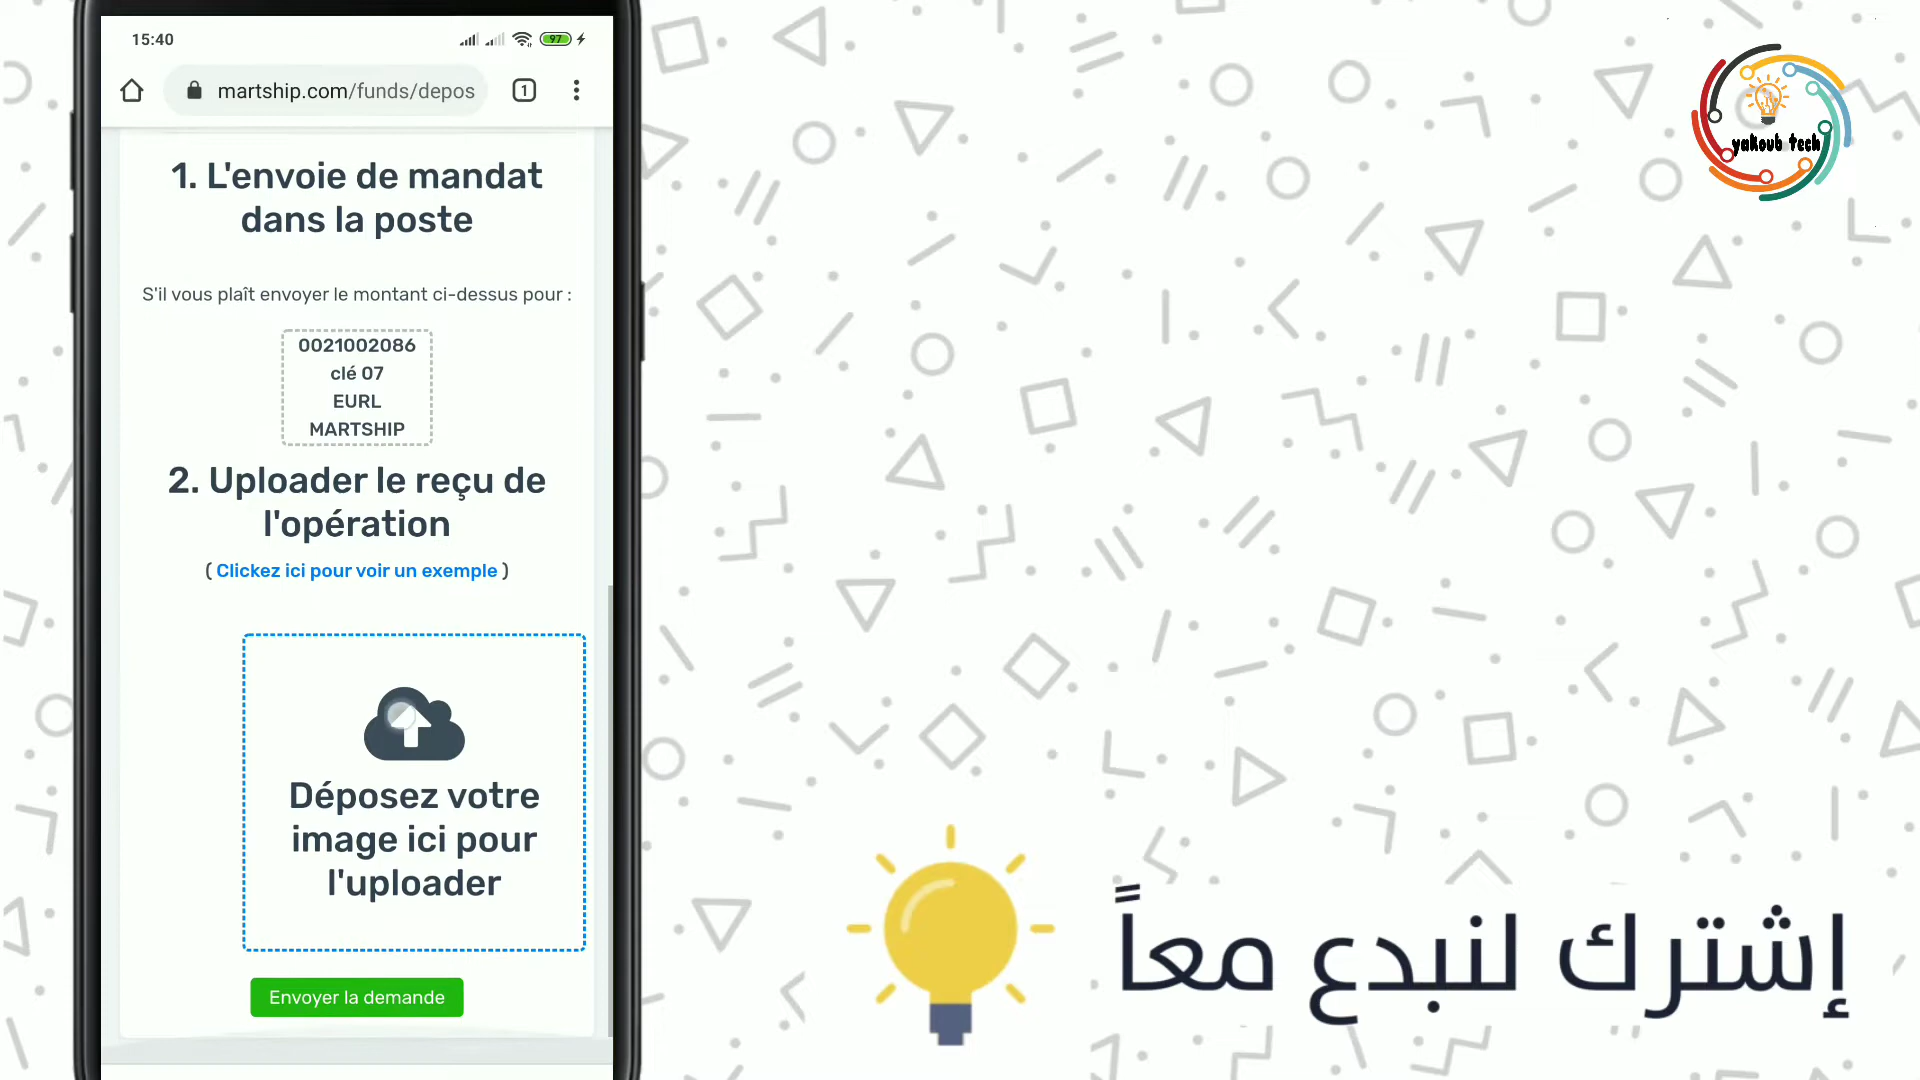 15:40
97
martship.com/funds/depos
1
1. L'envoie de mandat
dans la poste
S'il vous plaît envoyer le montant ci-dessus pour :
0021002086
clé 07
EURL
MARTSHIP
2. Uploader le reçu de
l'opération
( Clickez ici pour voir un exemple )
Déposez votre
image ici pour
l'uploader
Envoyer la demande
yakoub tech
إشترك لنبدع معاً